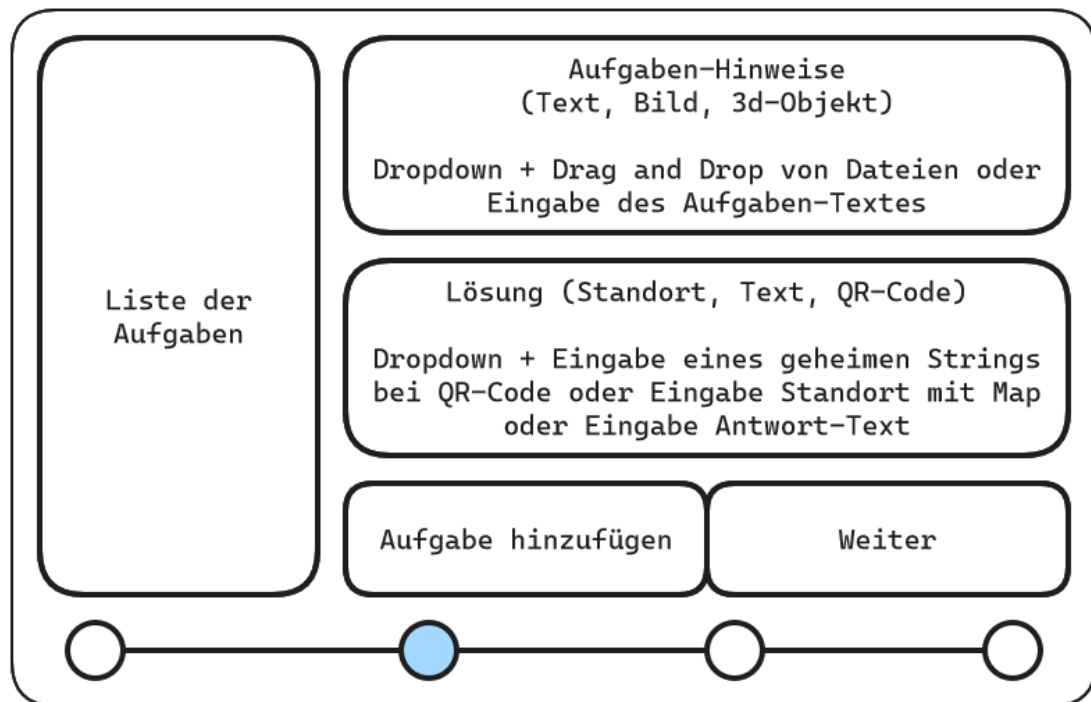 Liste der
Aufgaben
Aufgaben-Hinweise
(Text, Bild, 3d-Objekt)
Dropdown + Drag and Drop von Dateien oder
Eingabe des Aufgaben-Textes
Lösung (Standort, Text, QR-Code)
Dropdown + Eingabe eines geheimen Strings
bei QR-Code oder Eingabe Standort mit Map
oder Eingabe Antwort-Text
Aufgabe hinzufügen
Weiter